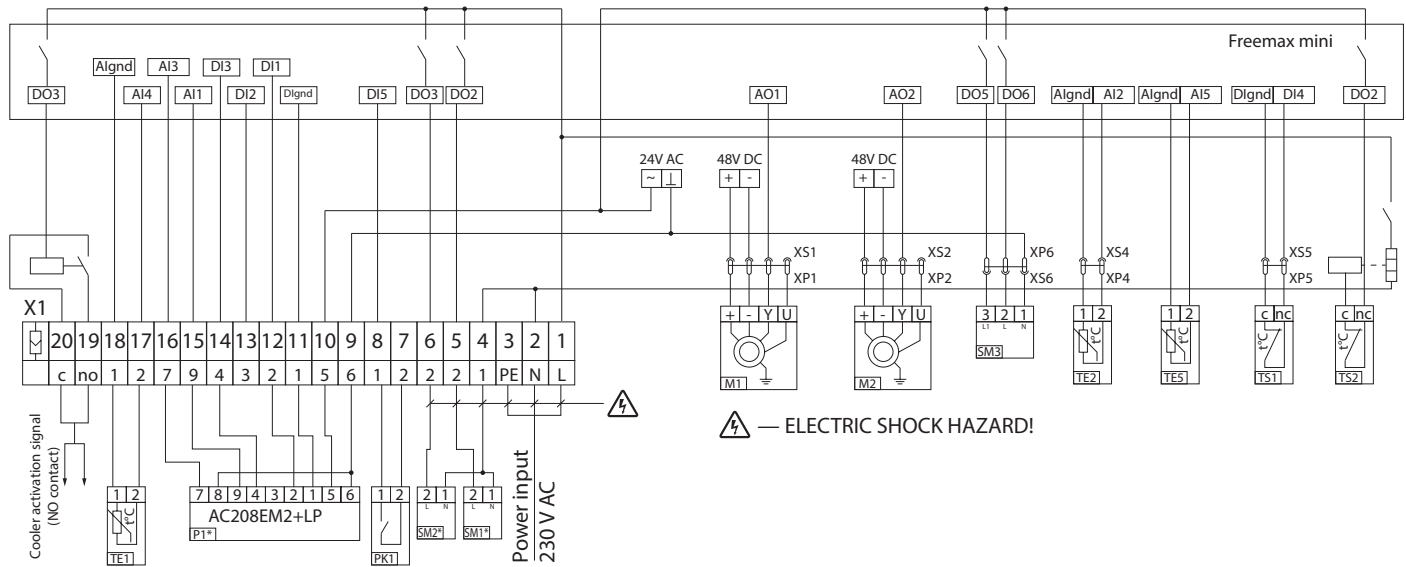 Freemax mini
AIgnd AI3 DI3 DI1
DO3 AI4 AI1 DI2 DIgnd DI5 DO3 DO2 AO1 AO2 DO5 DO6 AIgnd AI2 AIgnd AI5 DIgnd DI4 DO2
24V AC 48V DC 48V DC
~ ⊥ + - + -
XS1 XS2 XP6 XS4 XS5
XP1 XP2 XS6 XP4 XP5
X1
+ - Y U + - Y U 3 2 1 1 2 1 2 c nc c nc
L1 L N
t°C t°C t°C t°C
M1 M2 SM3 TE2 TE5 TS1 TS2
20 19 18 17 16 15 14 13 12 11 10 9 8 7 6 5 4 3 2 1
c no 1 2 7 9 4 3 2 1 5 6 1 2 2 2 1 PE N L
— ELECTRIC SHOCK HAZARD!
Cooler activation signal
(NO contact)
1 2 7 8 9 4 3 2 1 5 6 1 2 2 1 2 1
L N L N
t°C
AC208EM2+LP
TE1 P1* PK1 SM2* SM1*
Power input
230 V AC